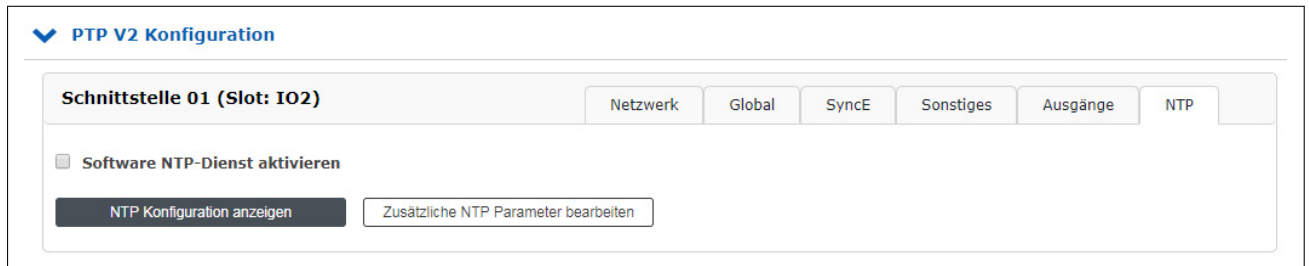 PTP V2 Konfiguration
Schnittstelle 01 (Slot: IO2)
Netzwerk
Global
SyncE
Sonstiges
Ausgänge
NTP
Software NTP-Dienst aktivieren
NTP Konfiguration anzeigen
Zusätzliche NTP Parameter bearbeiten